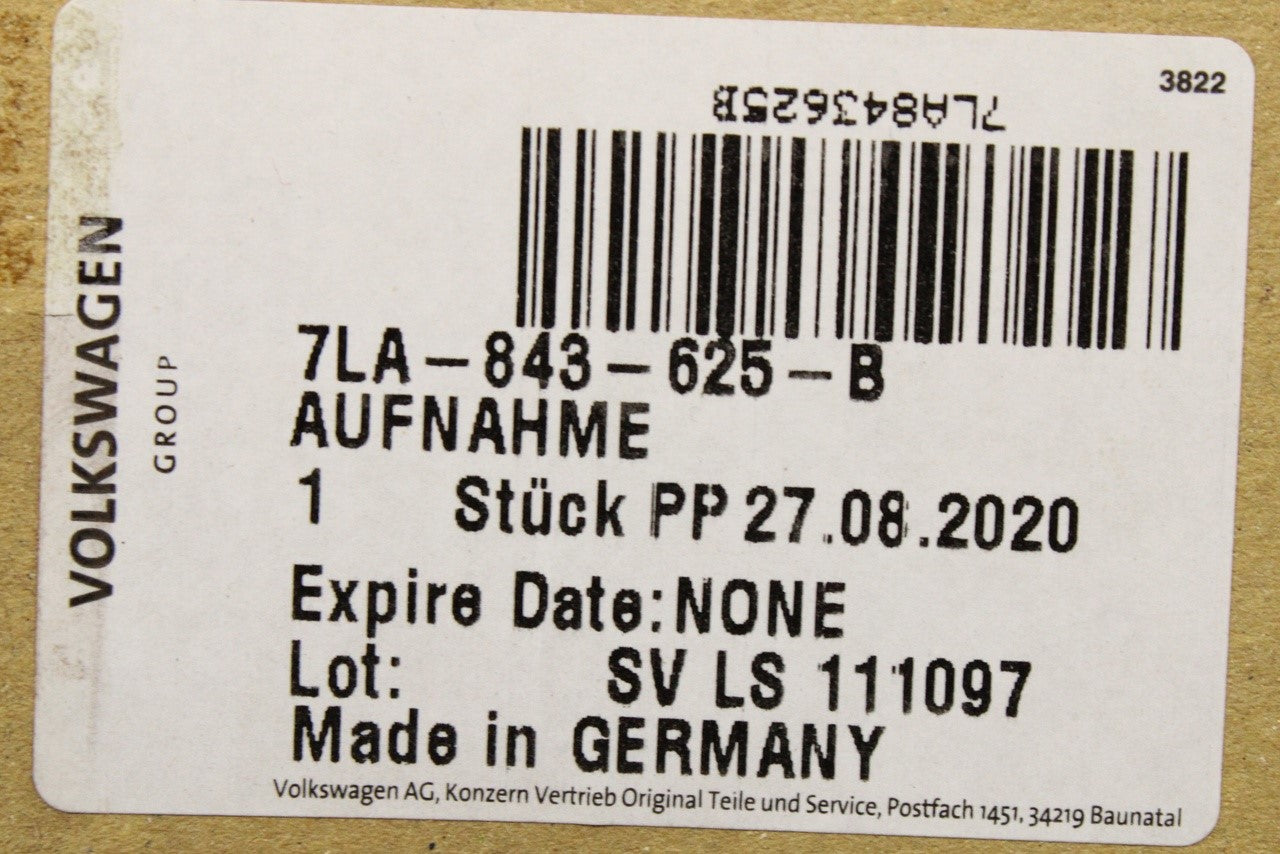 3822
7LA843625B
7LA-843-625-B
AUFNAHME
1 Stück PP 27.08.2020
Expire Date:NONE
Lot: SV LS 111097
Made in GERMANY
Volkswagen AG, Konzern Vertrieb Original Teile und Service, Postfach 1451, 34219 Baunatal
VOLKSWAGEN
GROUP